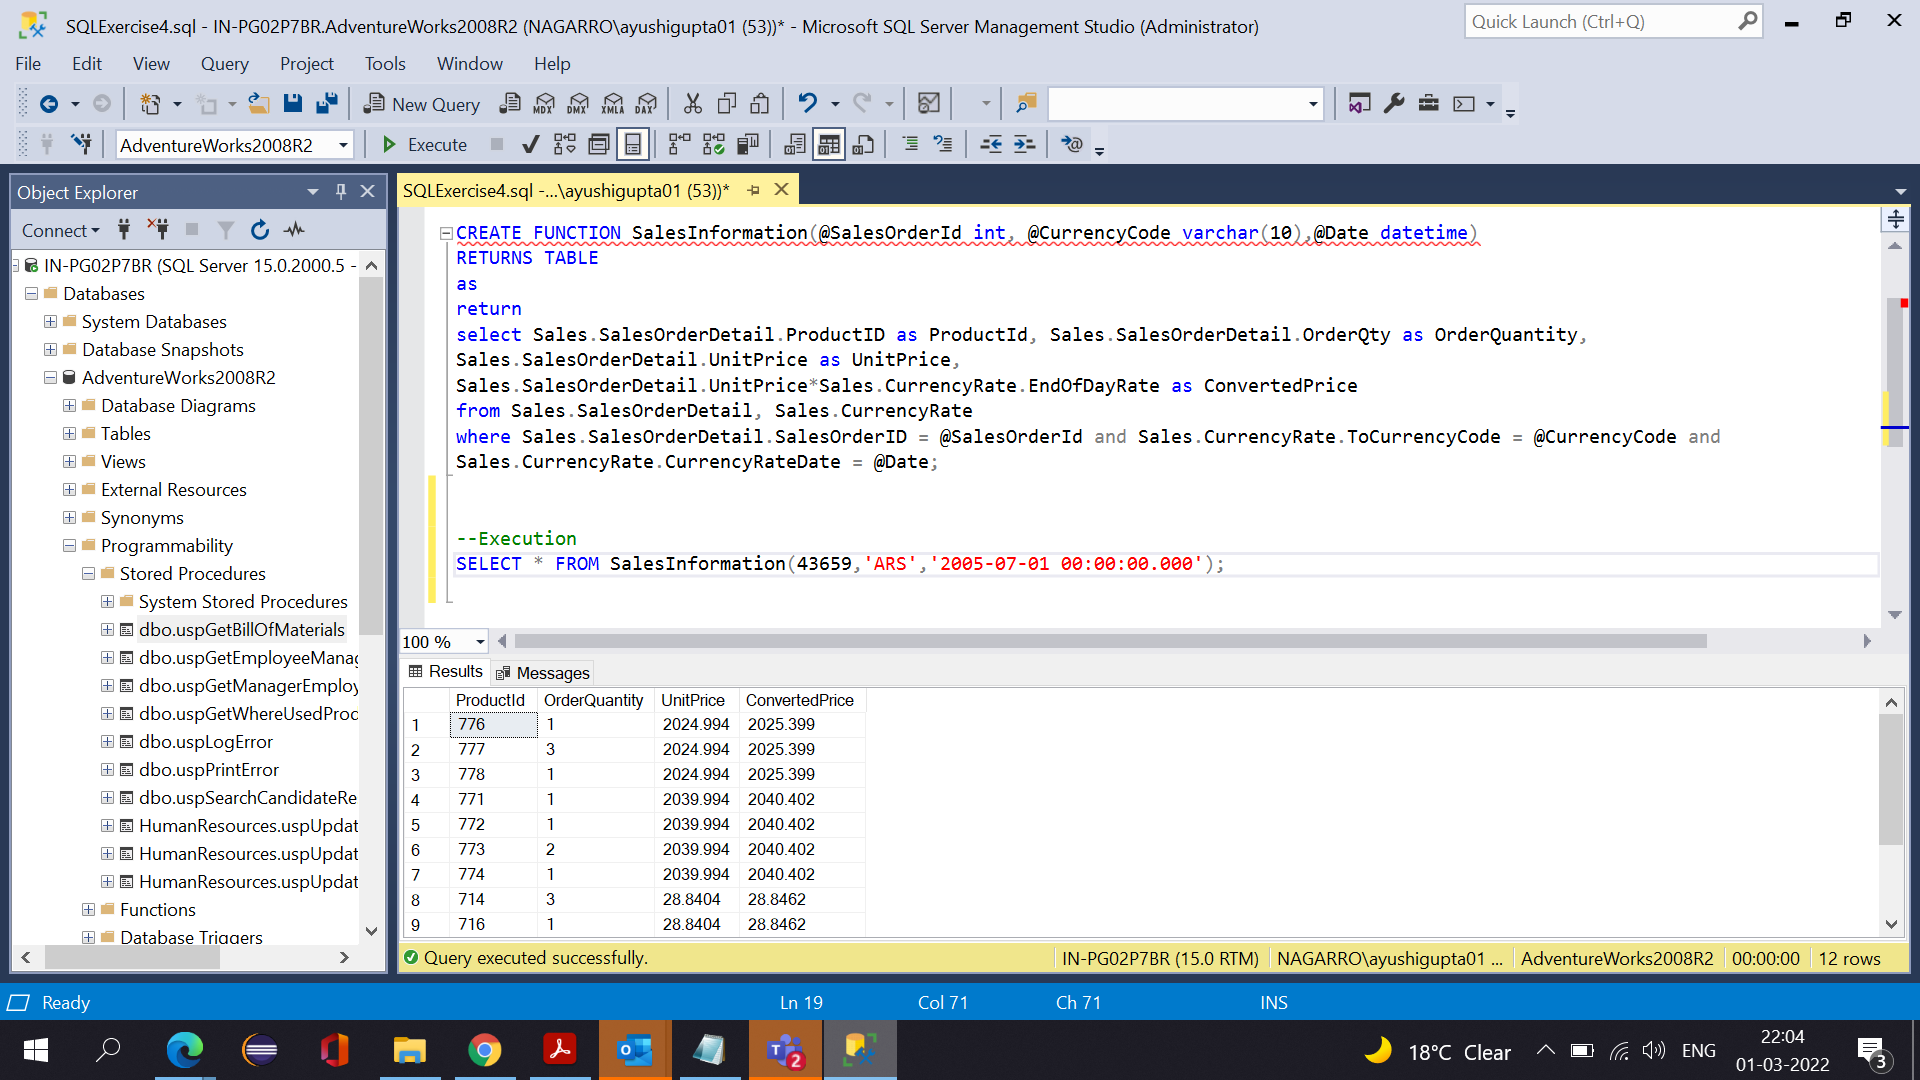 SQLExercise4.sql - IN-PG02P7BR.AdventureWorks2008R2 (NAGARRO\ayushigupta01 (53))* - Microsoft SQL Server Management Studio (Administrator)
Quick Launch (Ctrl+Q)
File Edit View Query Project Tools Window Help
New Query MDX DMX XMLA DAX
AdventureWorks2008R2 Execute
Object Explorer
SQLExercise4.sql -...\ayushigupta01 (53))*
Connect
IN-PG02P7BR (SQL Server 15.0.2000.5 -
Databases
System Databases
Database Snapshots
AdventureWorks2008R2
Database Diagrams
Tables
Views
External Resources
Synonyms
Programmability
Stored Procedures
System Stored Procedures
dbo.uspGetBillOfMaterials
dbo.uspGetEmployeeManag
dbo.uspGetManagerEmploy
dbo.uspGetWhereUsedProc
dbo.uspLogError
dbo.uspPrintError
dbo.uspSearchCandidateRe
HumanResources.uspUpdat
HumanResources.uspUpdat
HumanResources.uspUpdat
Functions
Database Triggers
CREATE FUNCTION SalesInformation(@SalesOrderId int, @CurrencyCode varchar(10),@Date datetime)
RETURNS TABLE
as
return
select Sales.SalesOrderDetail.ProductID as ProductId, Sales.SalesOrderDetail.OrderQty as OrderQuantity,
Sales.SalesOrderDetail.UnitPrice as UnitPrice,
Sales.SalesOrderDetail.UnitPrice*Sales.CurrencyRate.EndOfDayRate as ConvertedPrice
from Sales.SalesOrderDetail, Sales.CurrencyRate
where Sales.SalesOrderDetail.SalesOrderID = @SalesOrderId and Sales.CurrencyRate.ToCurrencyCode = @CurrencyCode and
Sales.CurrencyRate.CurrencyRateDate = @Date;
--Execution
SELECT * FROM SalesInformation(43659,'ARS','2005-07-01 00:00:00.000');
100 %
Results Messages
ProductId OrderQuantity UnitPrice ConvertedPrice
1 776 1 2024.994 2025.399
2 777 3 2024.994 2025.399
3 778 1 2024.994 2025.399
4 771 1 2039.994 2040.402
5 772 1 2039.994 2040.402
6 773 2 2039.994 2040.402
7 774 1 2039.994 2040.402
8 714 3 28.8404 28.8462
9 716 1 28.8404 28.8462
Query executed successfully. IN-PG02P7BR (15.0 RTM) NAGARRO\ayushigupta01 ... AdventureWorks2008R2 00:00:00 12 rows
Ready Ln 19 Col 71 Ch 71 INS
2
18°C Clear ENG 22:04
01-03-2022 3